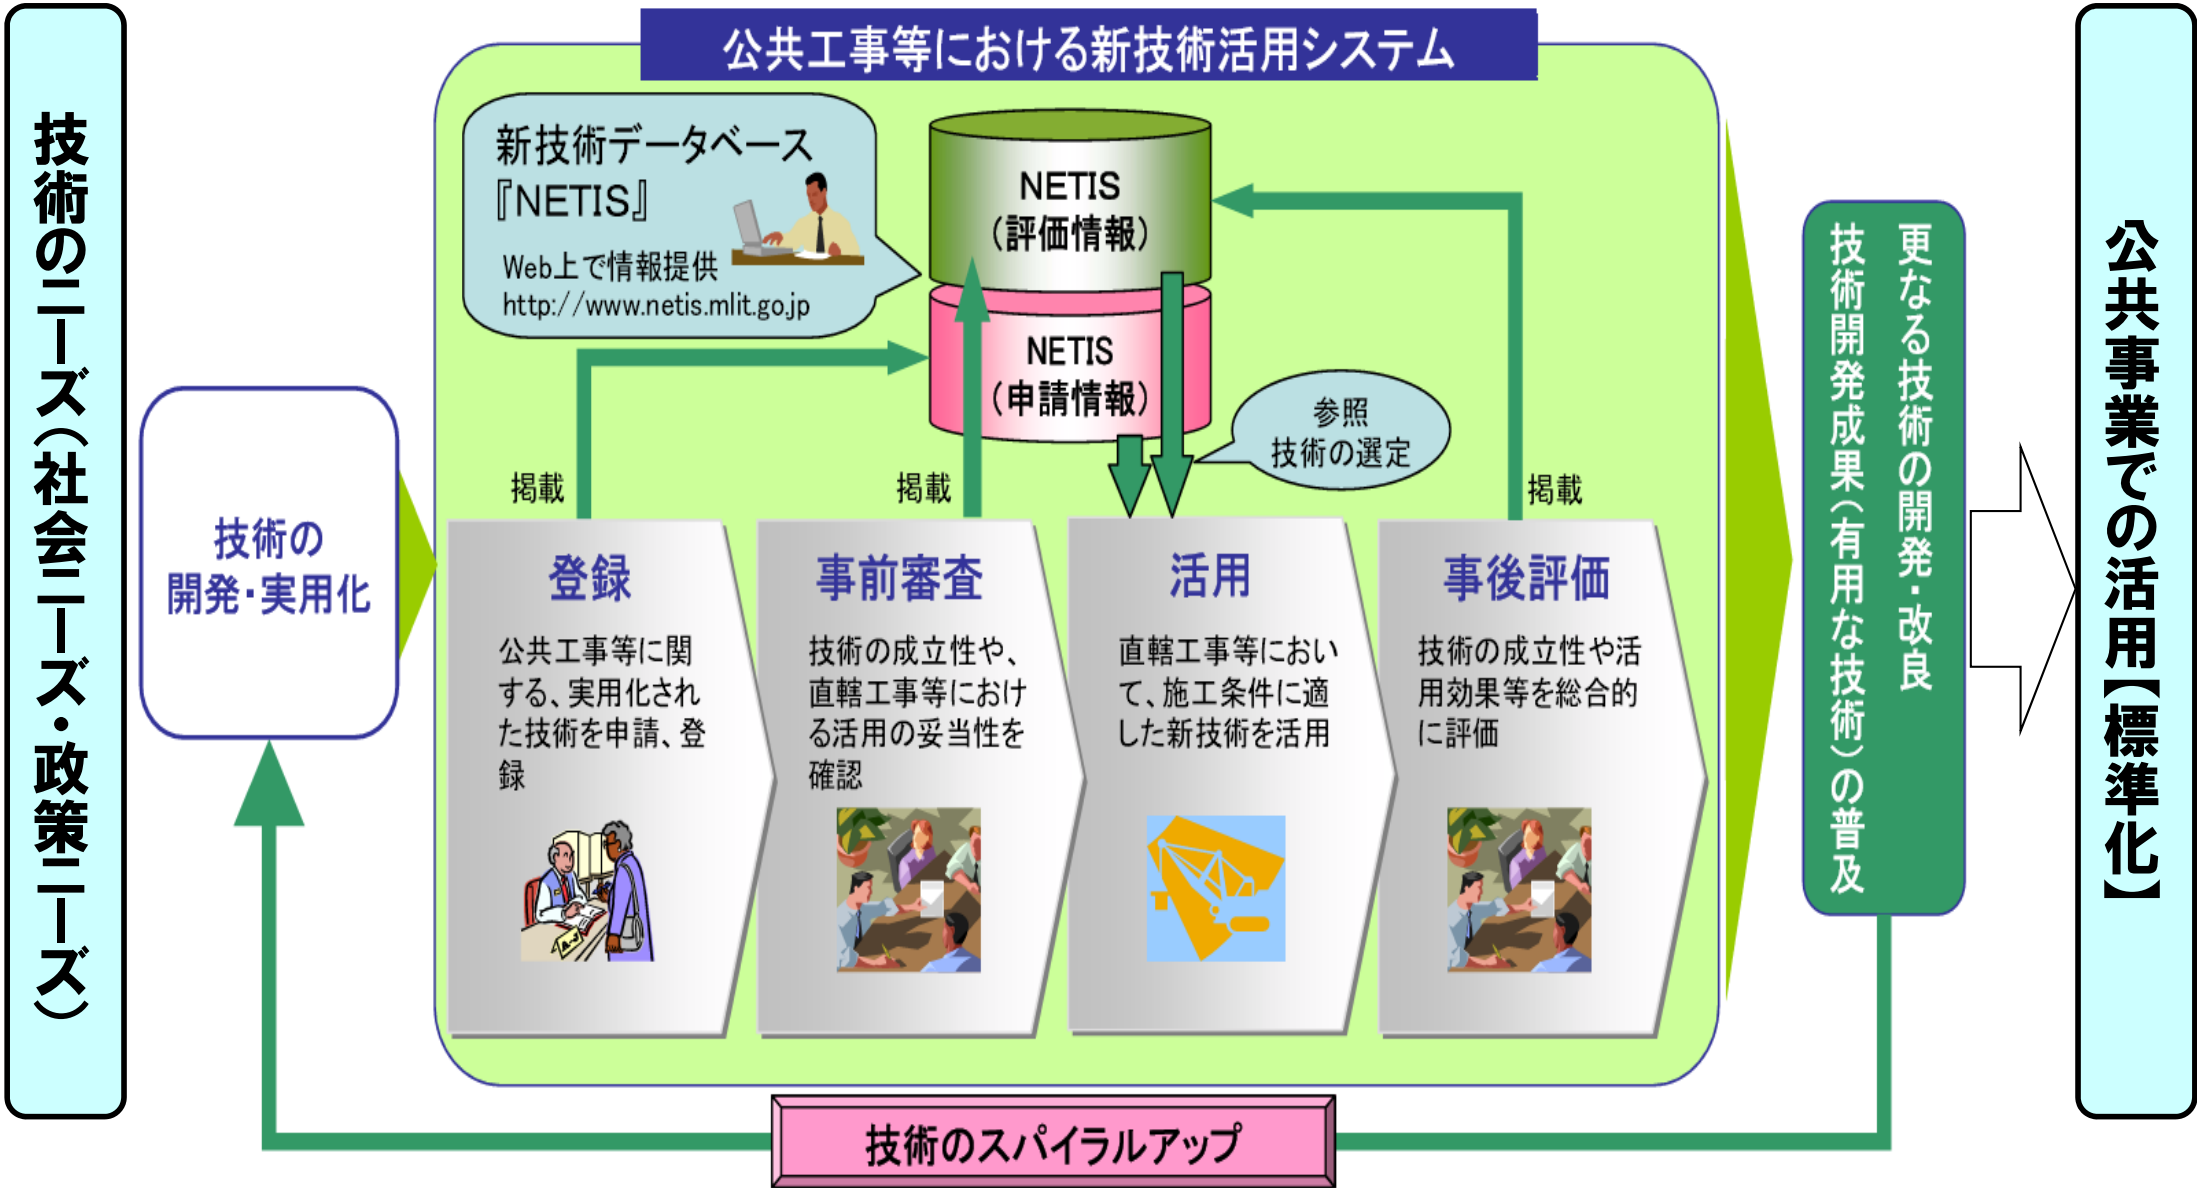 公共工事等における新技術活用システム
技術のニーズ（社会ニーズ・政策ニーズ）
技術の
開発・実用化
新技術データベース
『NETIS』
Web上で情報提供
http://www.netis.mlit.go.jp
NETIS
（評価情報）
NETIS
（申請情報）
参照
技術の選定
掲載
掲載
掲載
登録
公共工事等に関
する、実用化され
た技術を申請、登
録
事前審査
技術の成立性や、
直轄工事等におけ
る活用の妥当性を
確認
活用
直轄工事等におい
て、施工条件に適
した新技術を活用
事後評価
技術の成立性や活
用効果等を総合的
に評価
更なる技術の開発・改良
技術開発成果（有用な技術）の普及
公共事業での活用【標準化】
技術のスパイラルアップ